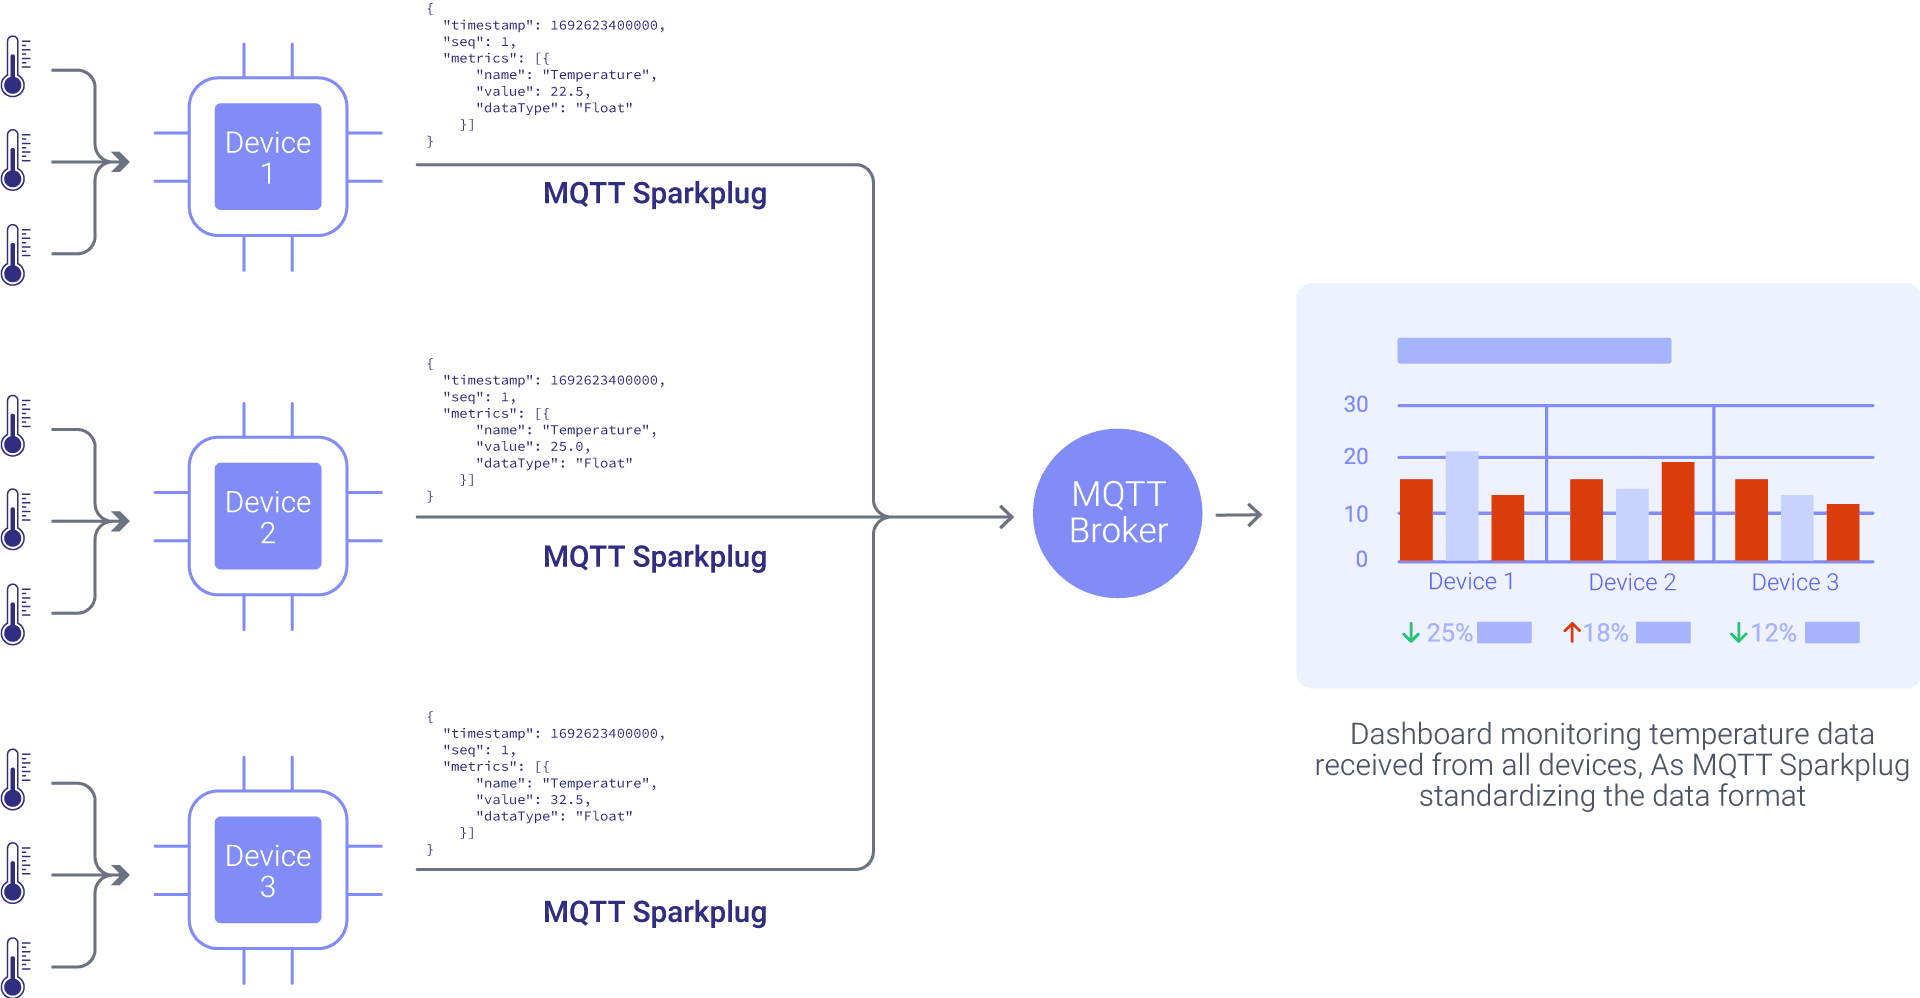 {
  "timestamp": 1692623400000,
  "seq": 1,
  "metrics": [{
      "name": "Temperature",
      "value": 22.5,
      "dataType": "Float"
    }]
}
Device
1
MQTT Sparkplug
{
  "timestamp": 1692623400000,
  "seq": 1,
  "metrics": [{
      "name": "Temperature",
      "value": 25.0,
      "dataType": "Float"
    }]
}
Device
2
MQTT Sparkplug
{
  "timestamp": 1692623400000,
  "seq": 1,
  "metrics": [{
      "name": "Temperature",
      "value": 32.5,
      "dataType": "Float"
    }]
}
Device
3
MQTT Sparkplug
MQTT
Broker
30
20
10
0
Device 1 Device 2 Device 3
25% 18% 12%
Dashboard monitoring temperature data
received from all devices, As MQTT Sparkplug
standardizing the data format